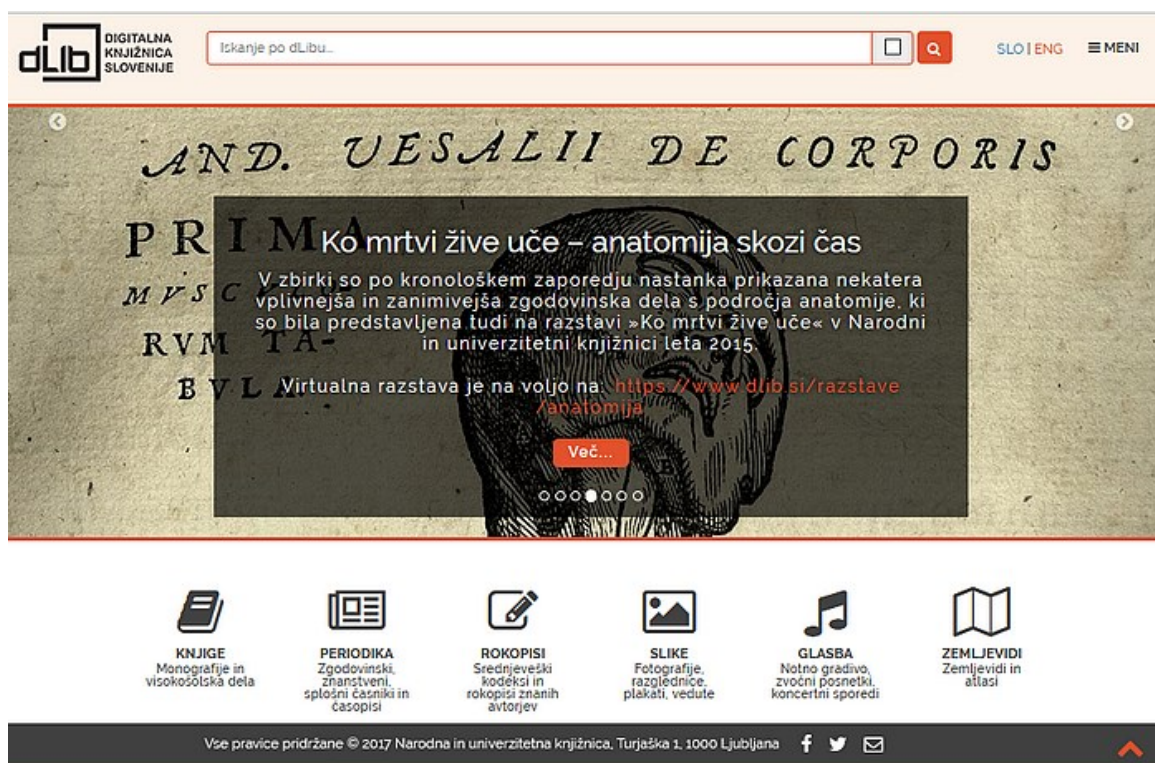 dLib
DIGITALNA
KNJIŽNICA
SLOVENIJE
Iskanje po dLibu...
SLO | ENG
MENI
AND. VESALII DE CORPORIS
PRIMA
RVM TA-
BVLA.
Ko mrtvi žive uče – anatomija skozi čas
V zbirki so po kronološkem zaporedju nastanka prikazana nekatera
vplivnejša in zanimivejša zgodovinska dela s področja anatomije, ki
so bila predstavljena tudi na razstavi »Ko mrtvi žive uče« v Narodni
in univerzitetni knjižnici leta 2015.
Virtualna razstava je na voljo na: https://www.dlib.si/razstave
/anatomija
Več...
KNJIGE
Monografije in
visokošolska dela
PERIODIKA
Zgodovinski,
znanstveni,
splošni časniki in
časopisi
ROKOPISI
Srednjeveški
kodeksi in
rokopisi znanih
avtorjev
SLIKE
Fotografije,
razglednice,
plakati, vedute
GLASBA
Notno gradivo,
zvočni posnetki,
koncertni sporedi
ZEMLJEVIDI
Zemljevidi in
atlasi
Vse pravice pridržane © 2017 Narodna in univerzitetna knjižnica, Turjaška 1, 1000 Ljubljana